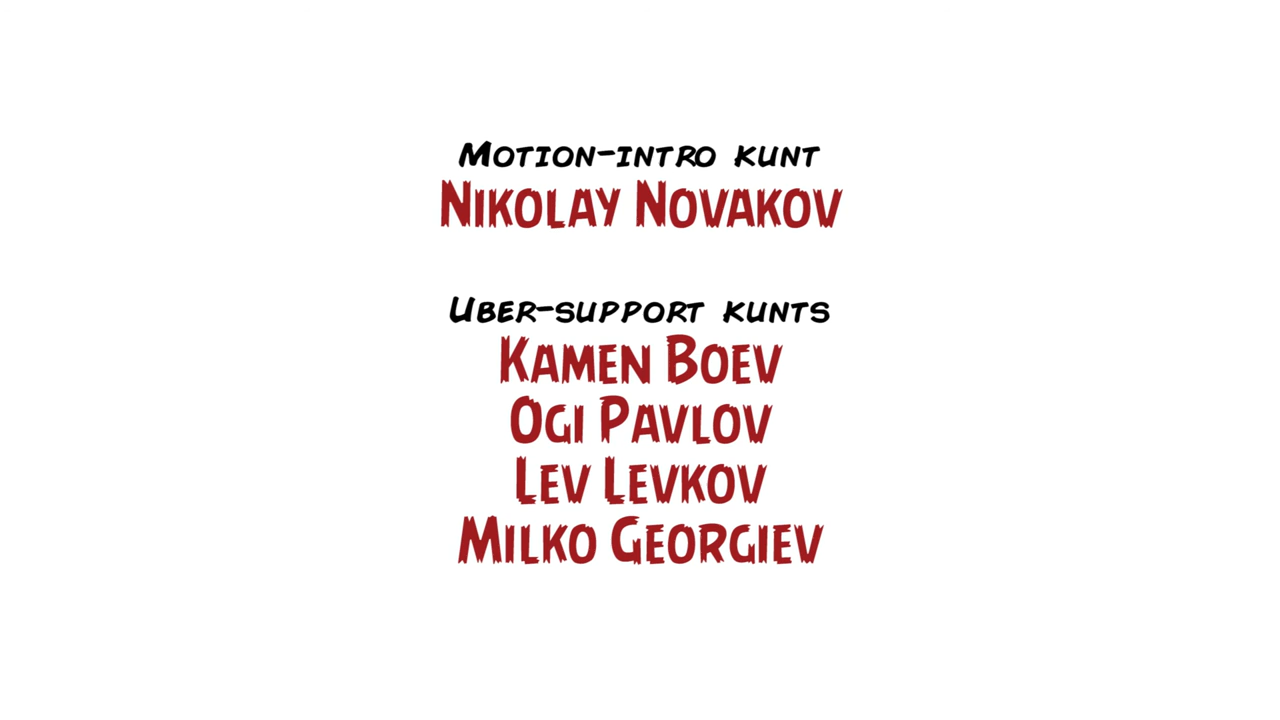 Motion-intro kunt
Nikolay Novakov
Uber-support kunts
Kamen Boev
Ogi Pavlov
Lev Levkov
Milko Georgiev